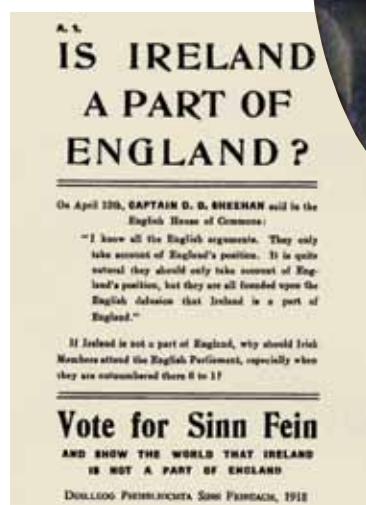 A. 1.
IS IRELAND
A PART OF
ENGLAND?
On April 12th, CAPTAIN D. D. SHEEHAN said in the
English House of Commons:
"I know all the English arguments. They only
take account of England's position. It is quite
natural they should only take account of Eng-
land's position, but they are all founded upon the
English delusion that Ireland is a part of
England."
If Ireland is not a part of England, why should Irish
Members attend the English Parliament, especially when
they are outnumbered there 6 to 1?
Vote for Sinn Fein
AND SHOW THE WORLD THAT IRELAND
IS NOT A PART OF ENGLAND
SINN 1918